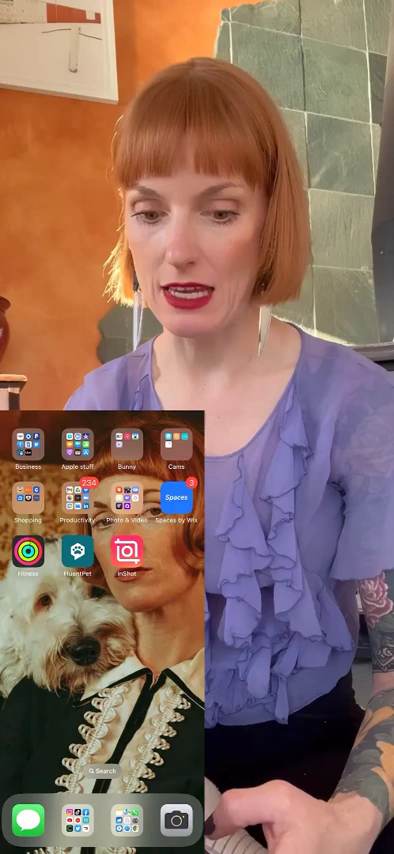 Business Apple stuff Bunny Cams
234 3
Spaces
Shopping Productivity Photo & Video Spaces by Wix
Fitness FluentPet InShot
Search